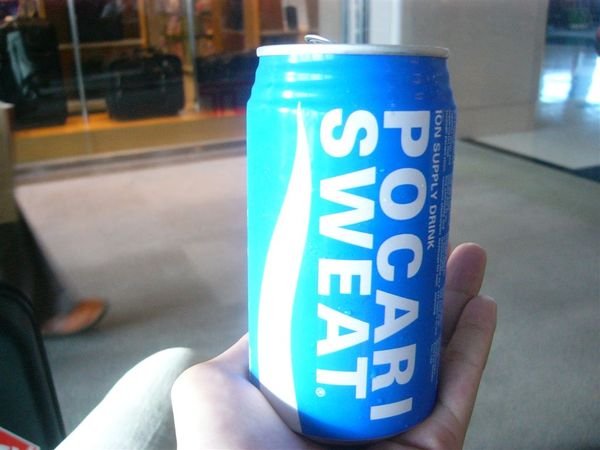 ION SUPPLY DRINK
POCARI
SWEAT®